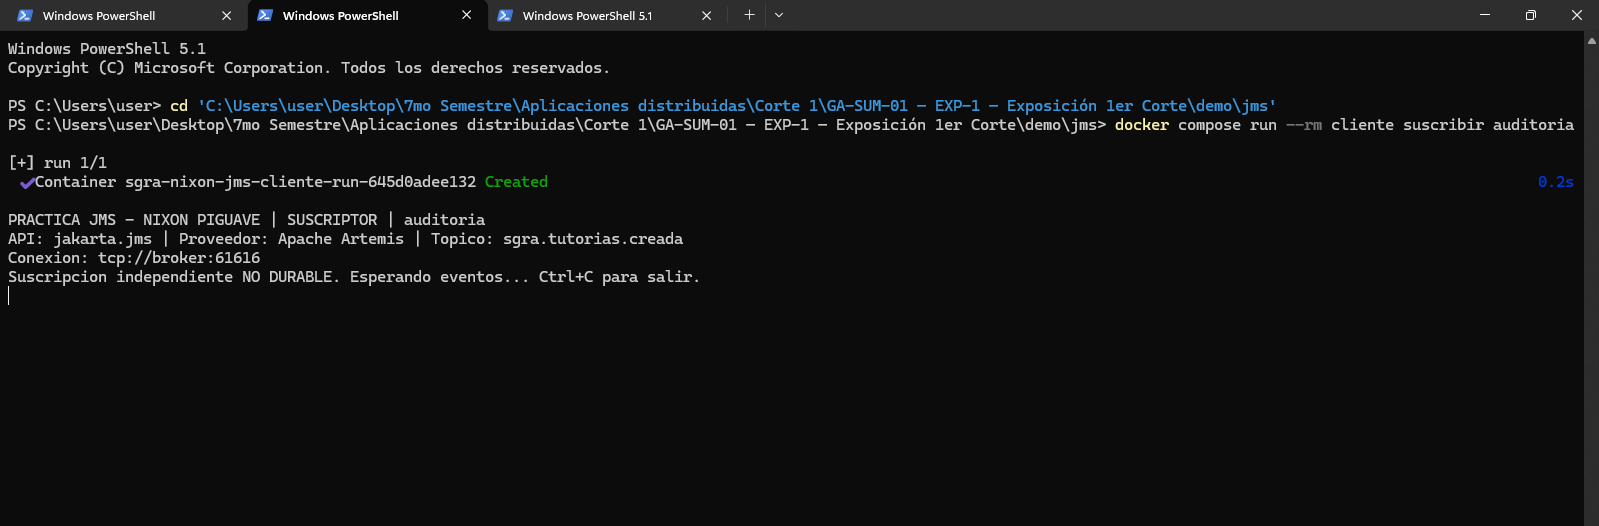 Windows PowerShell
Windows PowerShell
Windows PowerShell 5.1
Windows PowerShell 5.1
Copyright (C) Microsoft Corporation. Todos los derechos reservados.
PS C:\Users\user> cd 'C:\Users\user\Desktop\7mo Semestre\Aplicaciones distribuidas\Corte 1\GA-SUM-01 - EXP-1 - Exposición 1er Corte\demo\jms'
PS C:\Users\user\Desktop\7mo Semestre\Aplicaciones distribuidas\Corte 1\GA-SUM-01 - EXP-1 - Exposición 1er Corte\demo\jms> docker compose run --rm cliente suscribir auditoria
[+] run 1/1
✔Container sgra-nixon-jms-cliente-run-645d0adee132 Created 0.2s
PRACTICA JMS - NIXON PIGUAVE | SUSCRIPTOR | auditoria
API: jakarta.jms | Proveedor: Apache Artemis | Topico: sgra.tutorias.creada
Conexion: tcp://broker:61616
Suscripcion independiente NO DURABLE. Esperando eventos... Ctrl+C para salir.